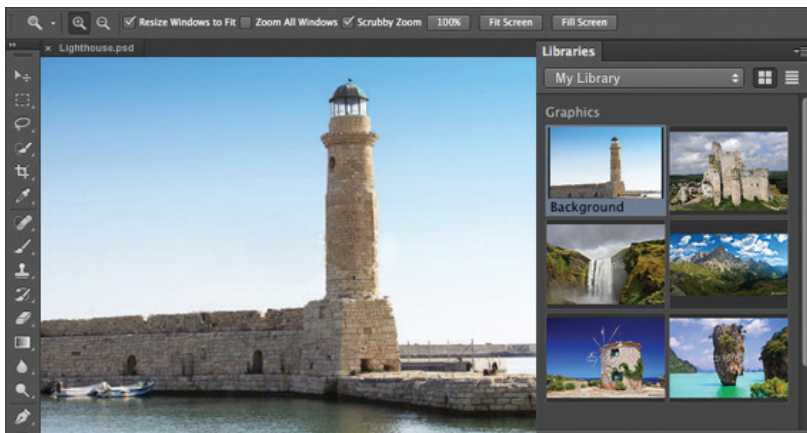 Resize Windows to Fit Zoom All Windows Scrubby Zoom 100% Fit Screen Fill Screen
× Lighthouse.psd
Libraries
My Library
Graphics
Background